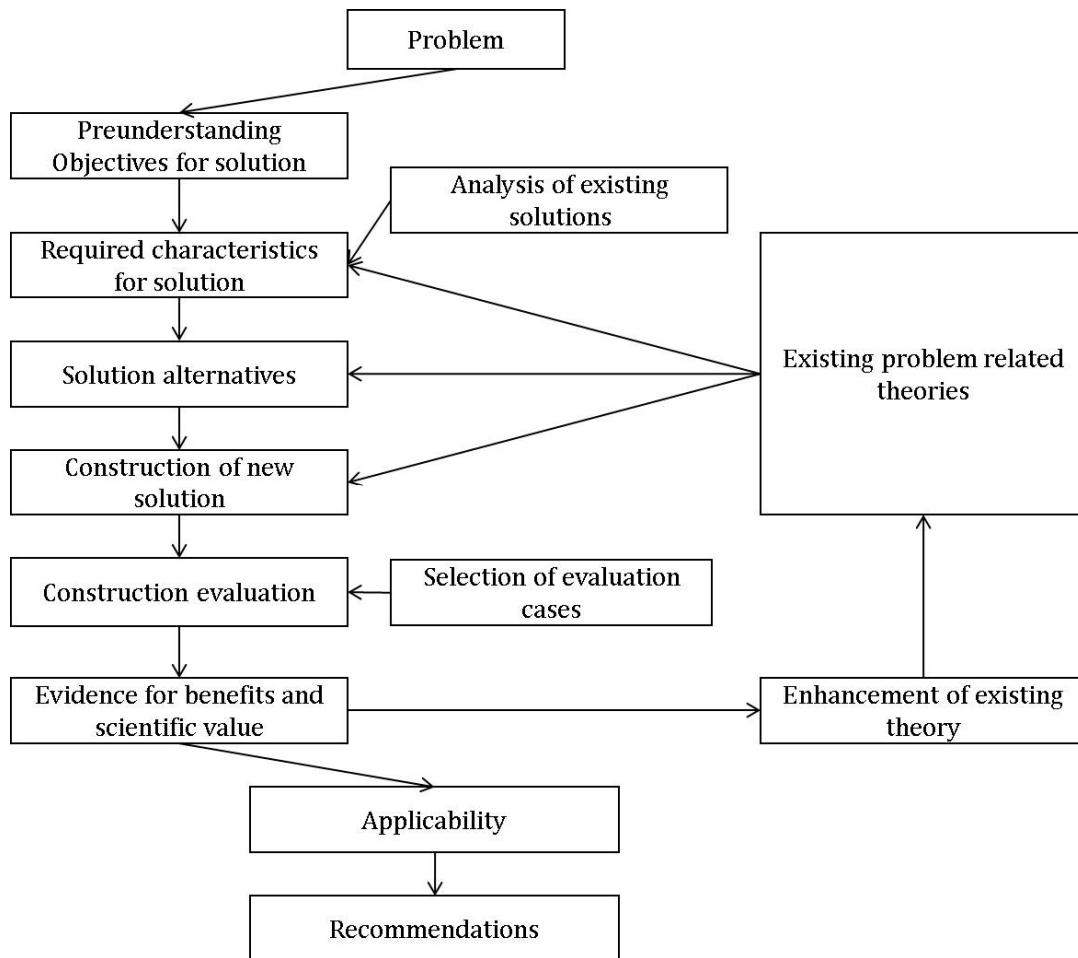 Problem
Preunderstanding
Objectives for solution
Analysis of existing
solutions
Required characteristics
for solution
Existing problem related
theories
Solution alternatives
Construction of new
solution
Construction evaluation
Selection of evaluation
cases
Evidence for benefits and
scientific value
Enhancement of existing
theory
Applicability
Recommendations